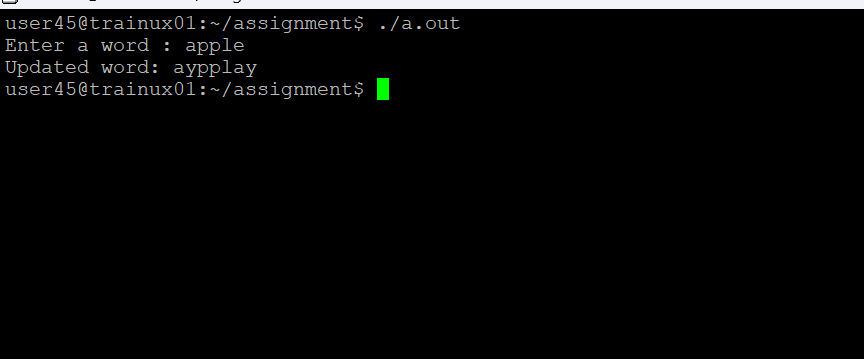 user45@trainux01:~/assignment$ ./a.out
Enter a word : apple
Updated word: aypplay
user45@trainux01:~/assignment$